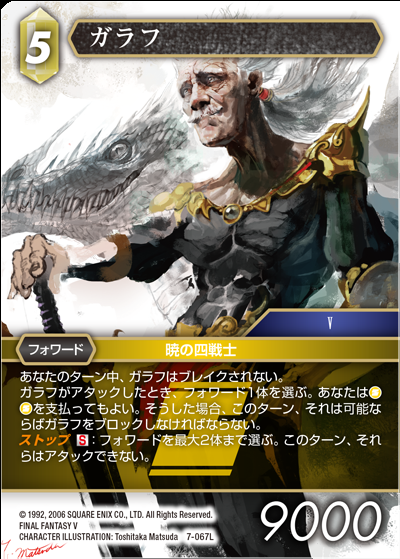 5
ガラフ
V
フォワード
暁の四戦士
あなたのターン中、ガラフはブレイクされない。
ガラフがアタックしたとき、フォワード1体を選ぶ。あなたは
を支払ってもよい。そうした場合、このターン、それは可能な
らばガラフをブロックしなければならない。
ストップ S：フォワードを最大2体まで選ぶ。このターン、それ
らはアタックできない。
© 1992, 2006 SQUARE ENIX CO., LTD. All Rights Reserved.
FINAL FANTASY V
CHARACTER ILLUSTRATION: Toshitaka Matsuda 7-067L
9000
T. Matsuda